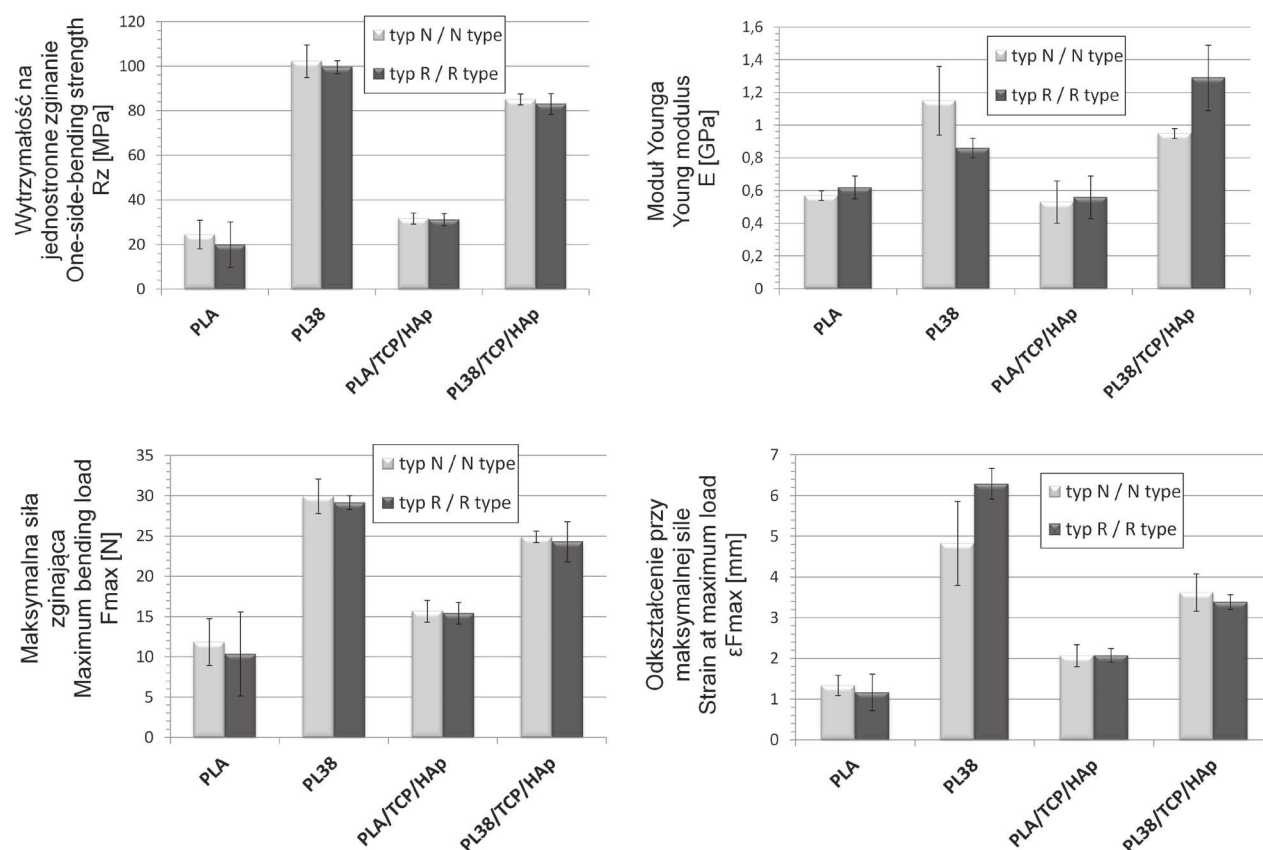 Wytrzymałość na
jednostronne zginanie
One-side-bending strength
Rz [MPa]
120
100
80
60
40
20
0
typ N / N type
typ R / R type
PLA
PL38
PLA/TCP/HAp
PL38/TCP/HAp
Moduł Younga
Young modulus
E [GPa]
1,6
1,4
1,2
1
0,8
0,6
0,4
0,2
0
typ N / N type
typ R / R type
PLA
PL38
PLA/TCP/HAp
PL38/TCP/HAp
Maksymalna siła
zginająca
Maximum bending load
Fmax [N]
35
30
25
20
15
10
5
0
typ N / N type
typ R / R type
PLA
PL38
PLA/TCP/HAp
PL38/TCP/HAp
Odkształcenie przy
maksymalnej sile
Strain at maximum load
εFmax [mm]
7
6
5
4
3
2
1
0
typ N / N type
typ R / R type
PLA
PL38
PLA/TCP/HAp
PL38/TCP/HAp